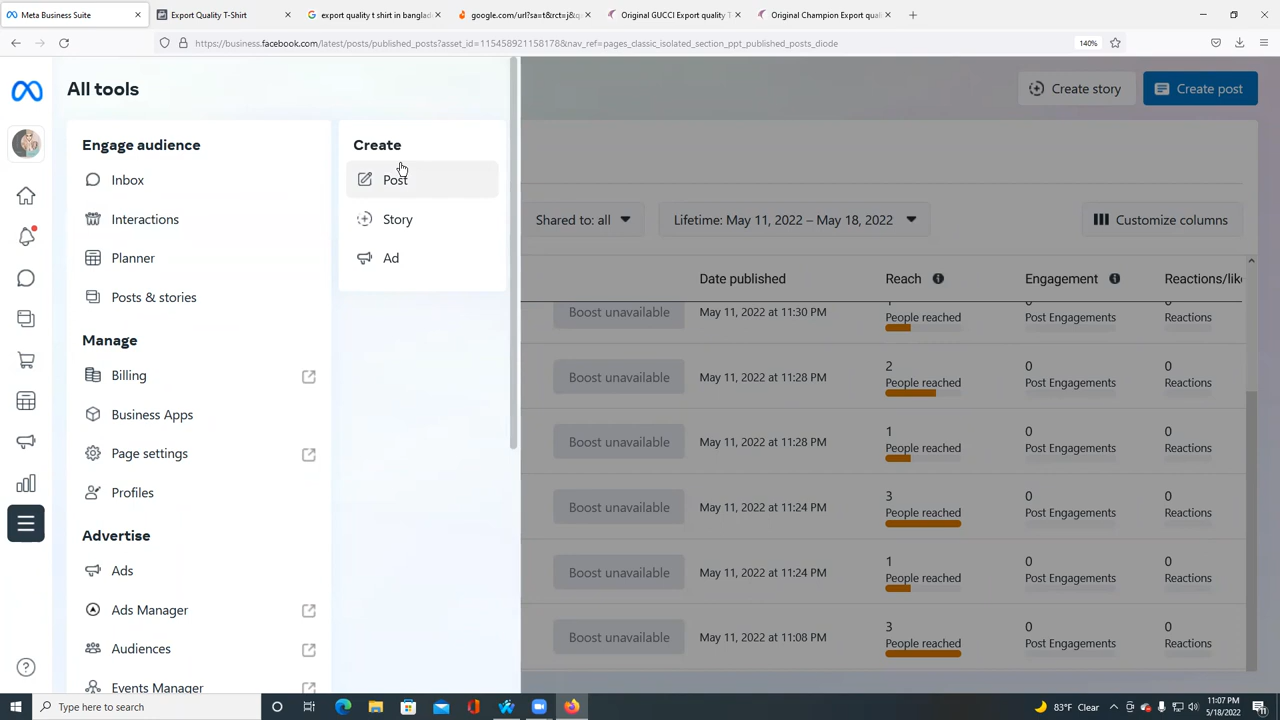 Meta Business Suite
Export Quality T-Shirt
export quality t shirt in banglad
google.com/url?sa=t&rct=j&q
Original GUCCI Export quality T
Original Champion Export qualit
https://business.facebook.com/latest/posts/published_posts?asset_id=115458921158178&nav_ref=pages_classic_isolated_section_ppt_published_posts_diode
140%
All tools
Create story
Create post
Engage audience
Inbox
Interactions
Planner
Posts & stories
Manage
Billing
Business Apps
Page settings
Profiles
Advertise
Ads
Ads Manager
Audiences
Events Manager
Create
Post
Story
Ad
Shared to: all
Lifetime: May 11, 2022 – May 18, 2022
Customize columns
Date published
Reach
Engagement
Reactions/lik
Boost unavailable May 11, 2022 at 11:30 PM People reached Post Engagements Reactions
2 0 0
Boost unavailable May 11, 2022 at 11:28 PM People reached Post Engagements Reactions
1 0 0
Boost unavailable May 11, 2022 at 11:28 PM People reached Post Engagements Reactions
3 0 0
Boost unavailable May 11, 2022 at 11:24 PM People reached Post Engagements Reactions
1 0 0
Boost unavailable May 11, 2022 at 11:24 PM People reached Post Engagements Reactions
3 0 0
Boost unavailable May 11, 2022 at 11:08 PM People reached Post Engagements Reactions
Type here to search
83°F Clear
11:07 PM
5/18/2022